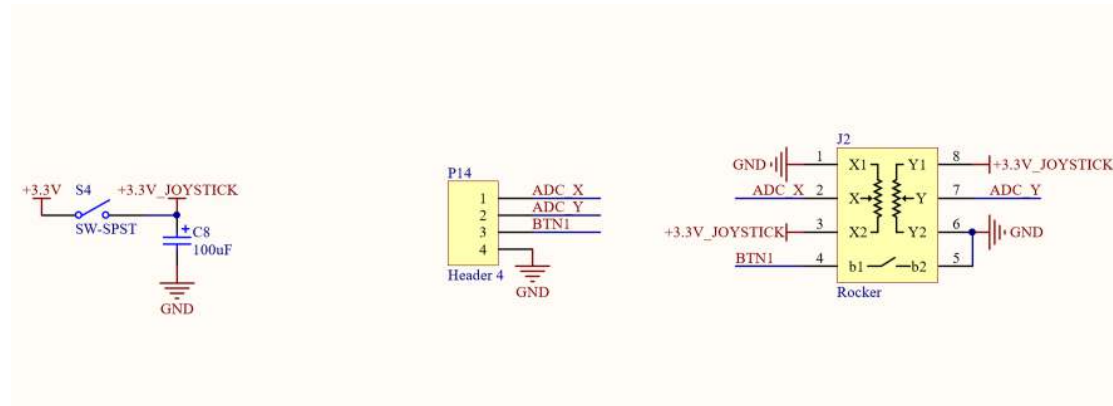 +3.3V
S4
+3.3V_JOYSTICK
SW-SPST
+
C8
100uF
GND
P14
1 ADC_X
2 ADC_Y
3 BTN1
4
Header 4
GND
J2
GND 1 X1 Y1 8 +3.3V_JOYSTICK
ADC_X 2 X Y 7 ADC_Y
+3.3V_JOYSTICK 3 X2 Y2 6 GND
BTN1 4 b1 b2 5
Rocker